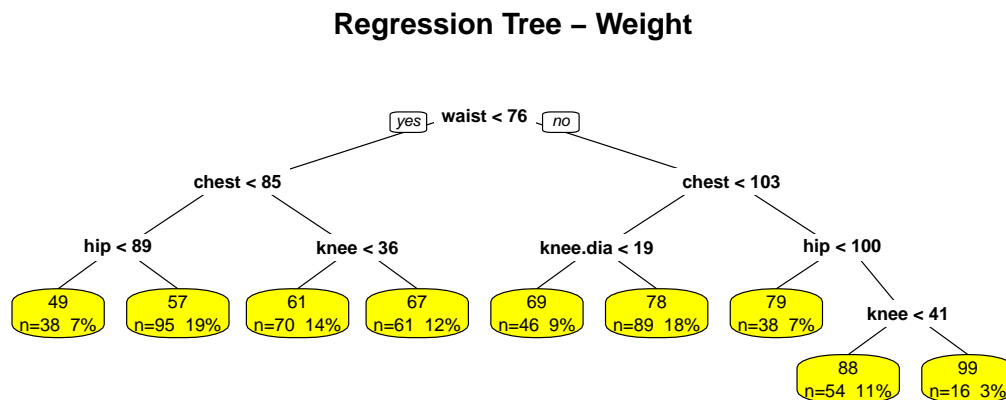 Regression Tree – Weight
yes waist < 76 no
chest < 85 chest < 103
hip < 89 knee < 36 knee.dia < 19 hip < 100
49 57 61 67 69 78 79
n=38 7% n=95 19% n=70 14% n=61 12% n=46 9% n=89 18% n=38 7%
knee < 41
88 99
n=54 11% n=16 3%